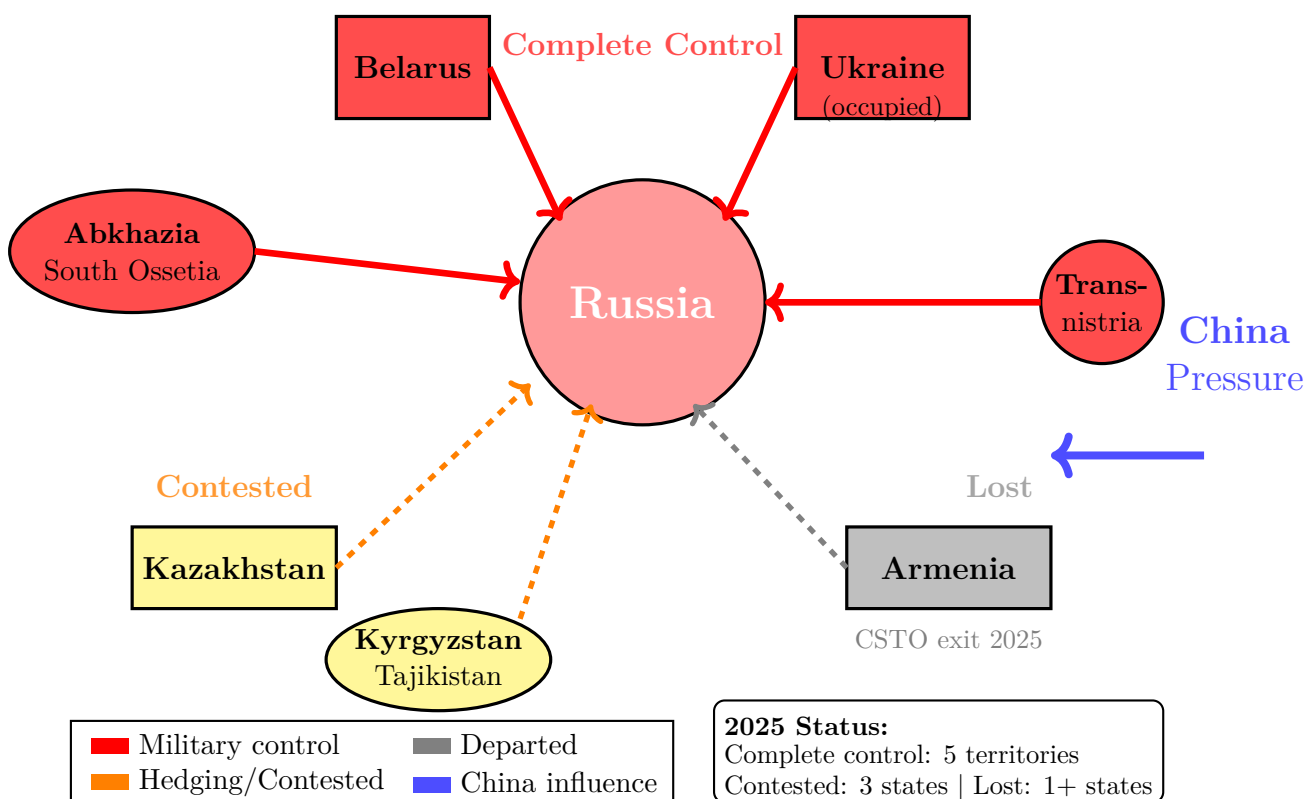 Complete Control
Belarus
Ukraine
(occupied)
Abkhazia
South Ossetia
Russia
Trans-
nistria
China
Pressure
Contested
Lost
Kazakhstan
Armenia
Kyrgyzstan
Tajikistan
CSTO exit 2025
Military control
Hedging/Contested
Departed
China influence
2025 Status:
Complete control: 5 territories
Contested: 3 states | Lost: 1+ states